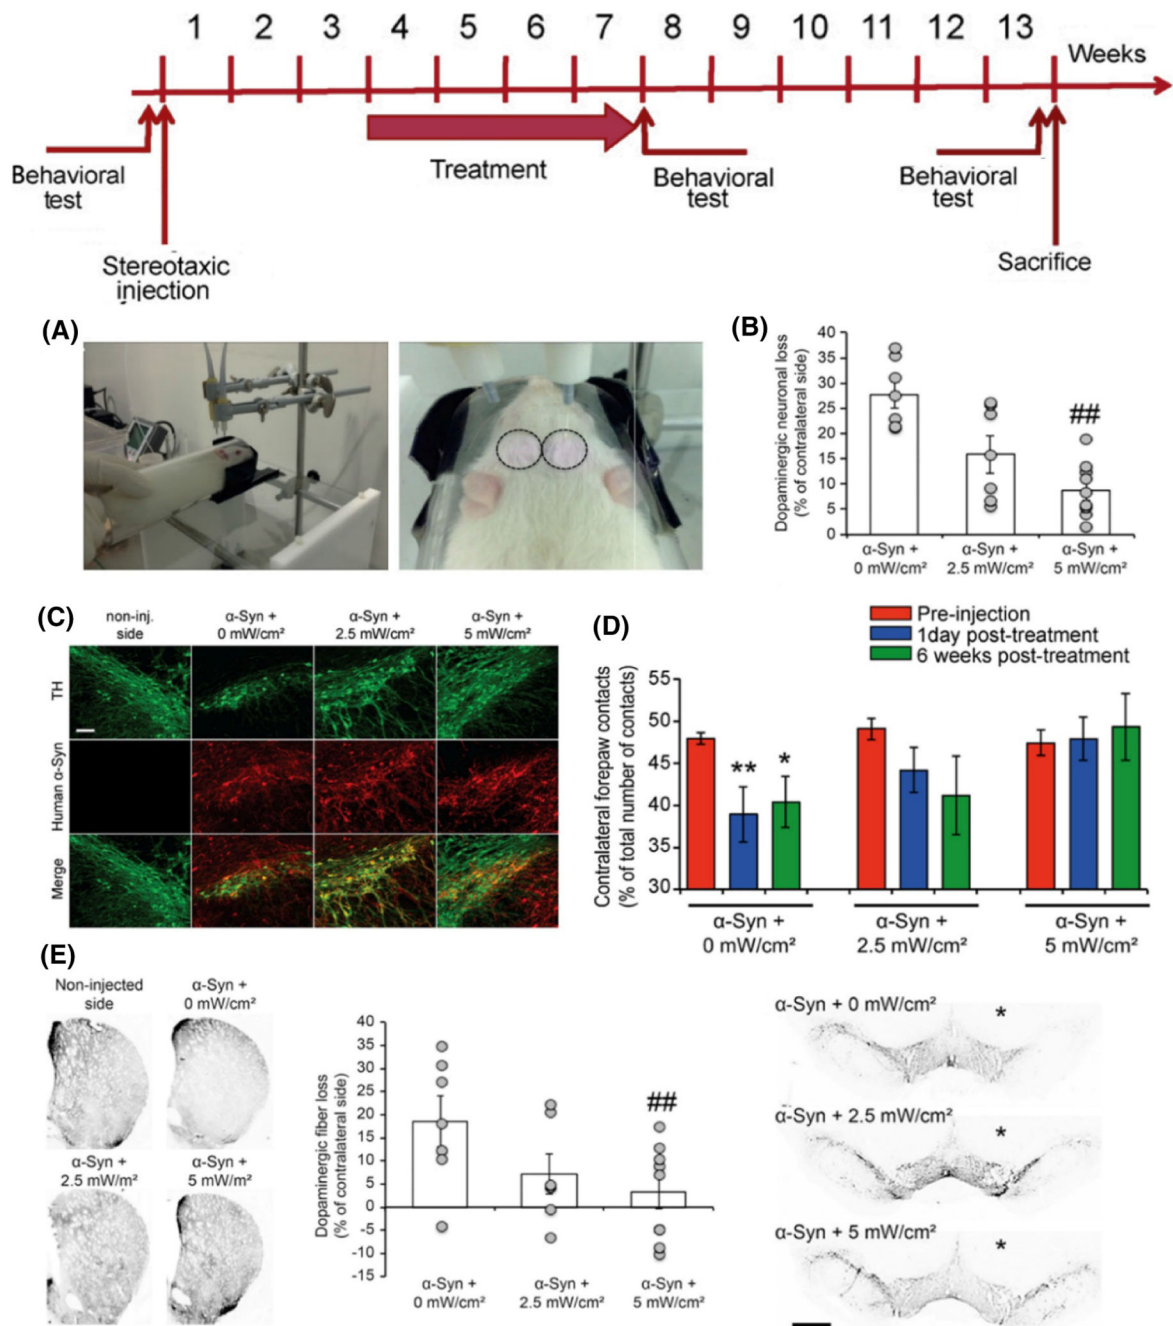 1 2 3 4 5 6 7 8 9 10 11 12 13
Weeks
Behavioral
test
Treatment
Behavioral
test
Behavioral
test
Stereotaxic
injection
Sacrifice
(A)
(B)
Dopaminergic neuronal loss
(% of contralateral side)
40
35
30
25
20
15
10
5
0
##
α-Syn +
0 mW/cm²
α-Syn +
2.5 mW/cm²
α-Syn +
5 mW/cm²
(C)
non-inj.
side
α-Syn +
0 mW/cm²
α-Syn +
2.5 mW/cm²
α-Syn +
5 mW/cm²
TH
Human α-Syn
Merge
(D)
Pre-injection
1day post-treatment
6 weeks post-treatment
Contralateral forepaw contacts
(% of total number of contacts)
55
50
45
40
35
30
**
*
α-Syn +
0 mW/cm²
α-Syn +
2.5 mW/cm²
α-Syn +
5 mW/cm²
(E)
Non-injected
side
α-Syn +
0 mW/cm²
α-Syn +
2.5 mW/m²
α-Syn +
5 mW/m²
Dopaminergic fiber loss
(% of contralateral side)
40
35
30
25
20
15
10
5
0
-5
-10
-15
##
α-Syn +
0 mW/cm²
α-Syn +
2.5 mW/cm²
α-Syn +
5 mW/cm²
α-Syn + 0 mW/cm²
*
α-Syn + 2.5 mW/cm²
*
α-Syn + 5 mW/cm²
*